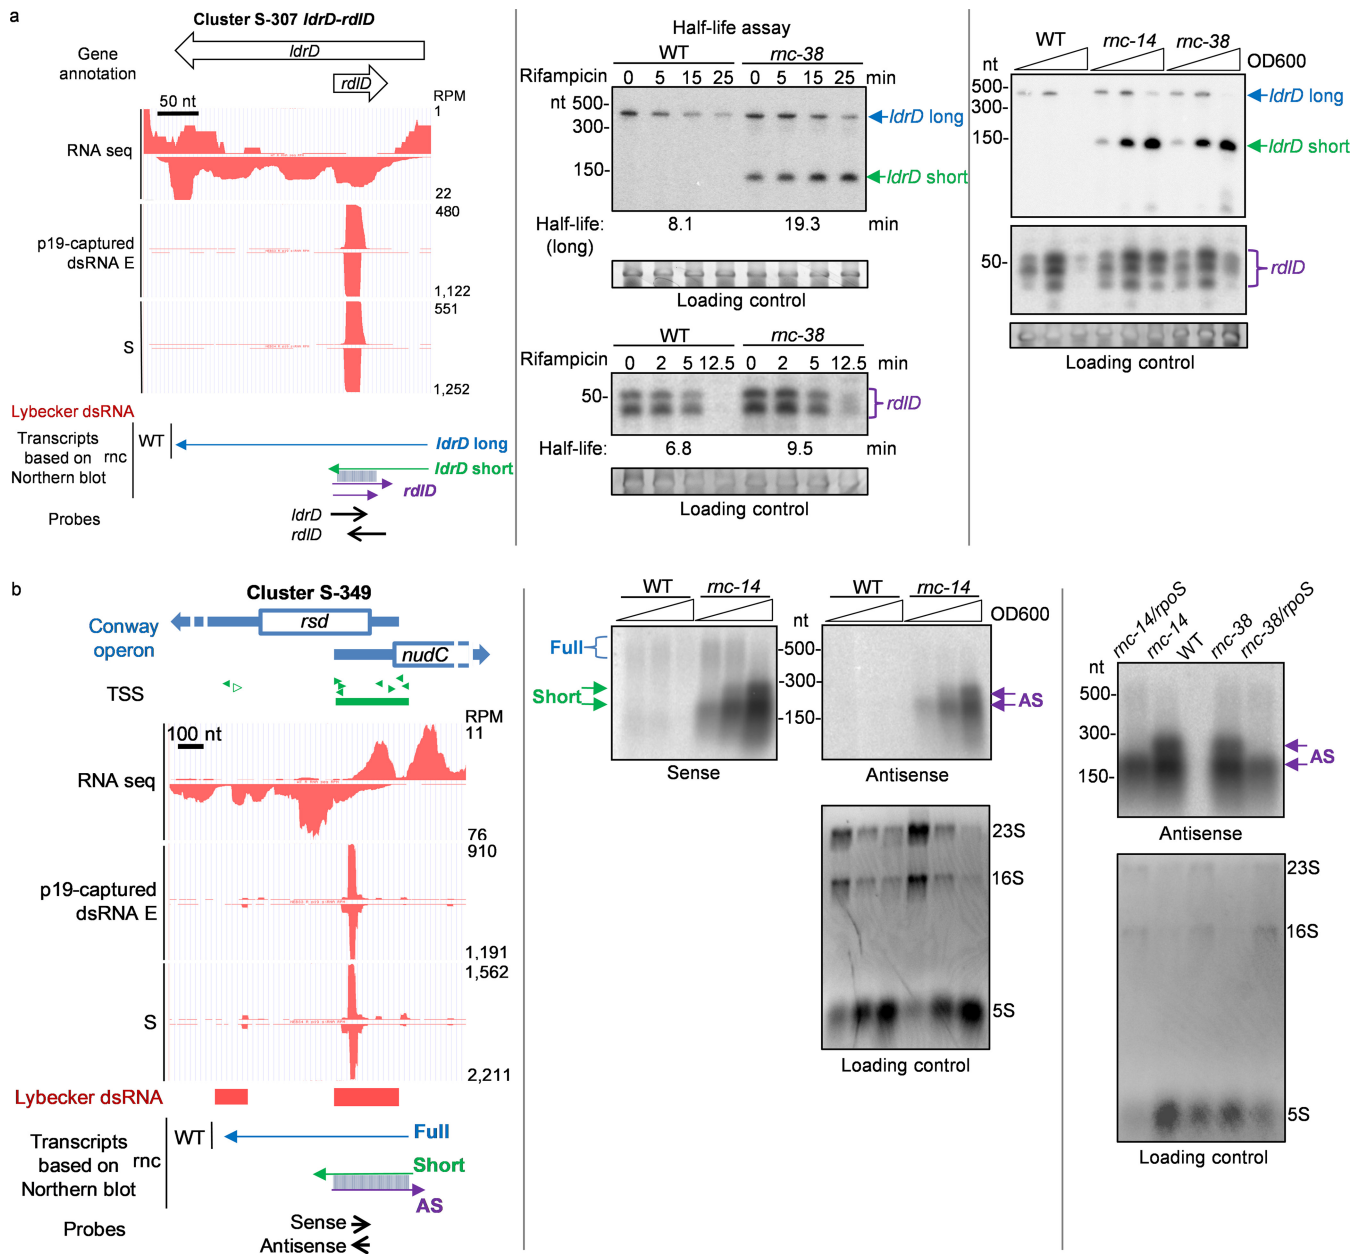 a
Cluster S-307 ldrD-rdlD
Gene annotation
ldrD
rdlD
50 nt
RPM
1
RNA seq
22
480
p19-captured dsRNA E
1,122
551
S
1,252
Lybecker dsRNA
Transcripts based on Northern blot
WT
rnc
ldrD long
ldrD short
rdlD
Probes
ldrD
rdlD
Half-life assay
WT rnc-38
Rifampicin 0 5 15 25 0 5 15 25 min
nt
500-
300-
150-
ldrD long
ldrD short
Half-life: (long) 8.1 19.3 min
Loading control
WT rnc-38
Rifampicin 0 2 5 12.5 0 2 5 12.5 min
50-
rdlD
Half-life: 6.8 9.5 min
Loading control
WT rnc-14 rnc-38
OD600
nt
500-
300-
150-
ldrD long
ldrD short
50-
rdlD
Loading control
b
Cluster S-349
Conway operon
rsd
nudC
TSS
100 nt
RPM
11
RNA seq
76
910
p19-captured dsRNA E
1,191
1,562
S
2,211
Lybecker dsRNA
Transcripts based on Northern blot
WT
rnc
Full
Short
AS
Probes
Sense
Antisense
WT rnc-14
Full
Short
nt
-500-
-300-
-150-
Sense
WT rnc-14
OD600
AS
Antisense
23S
16S
5S
Loading control
rnc-14/rpoS
rnc-14
WT
rnc-38
rnc-38/rpoS
nt
500-
300-
150-
AS
Antisense
23S
16S
5S
Loading control